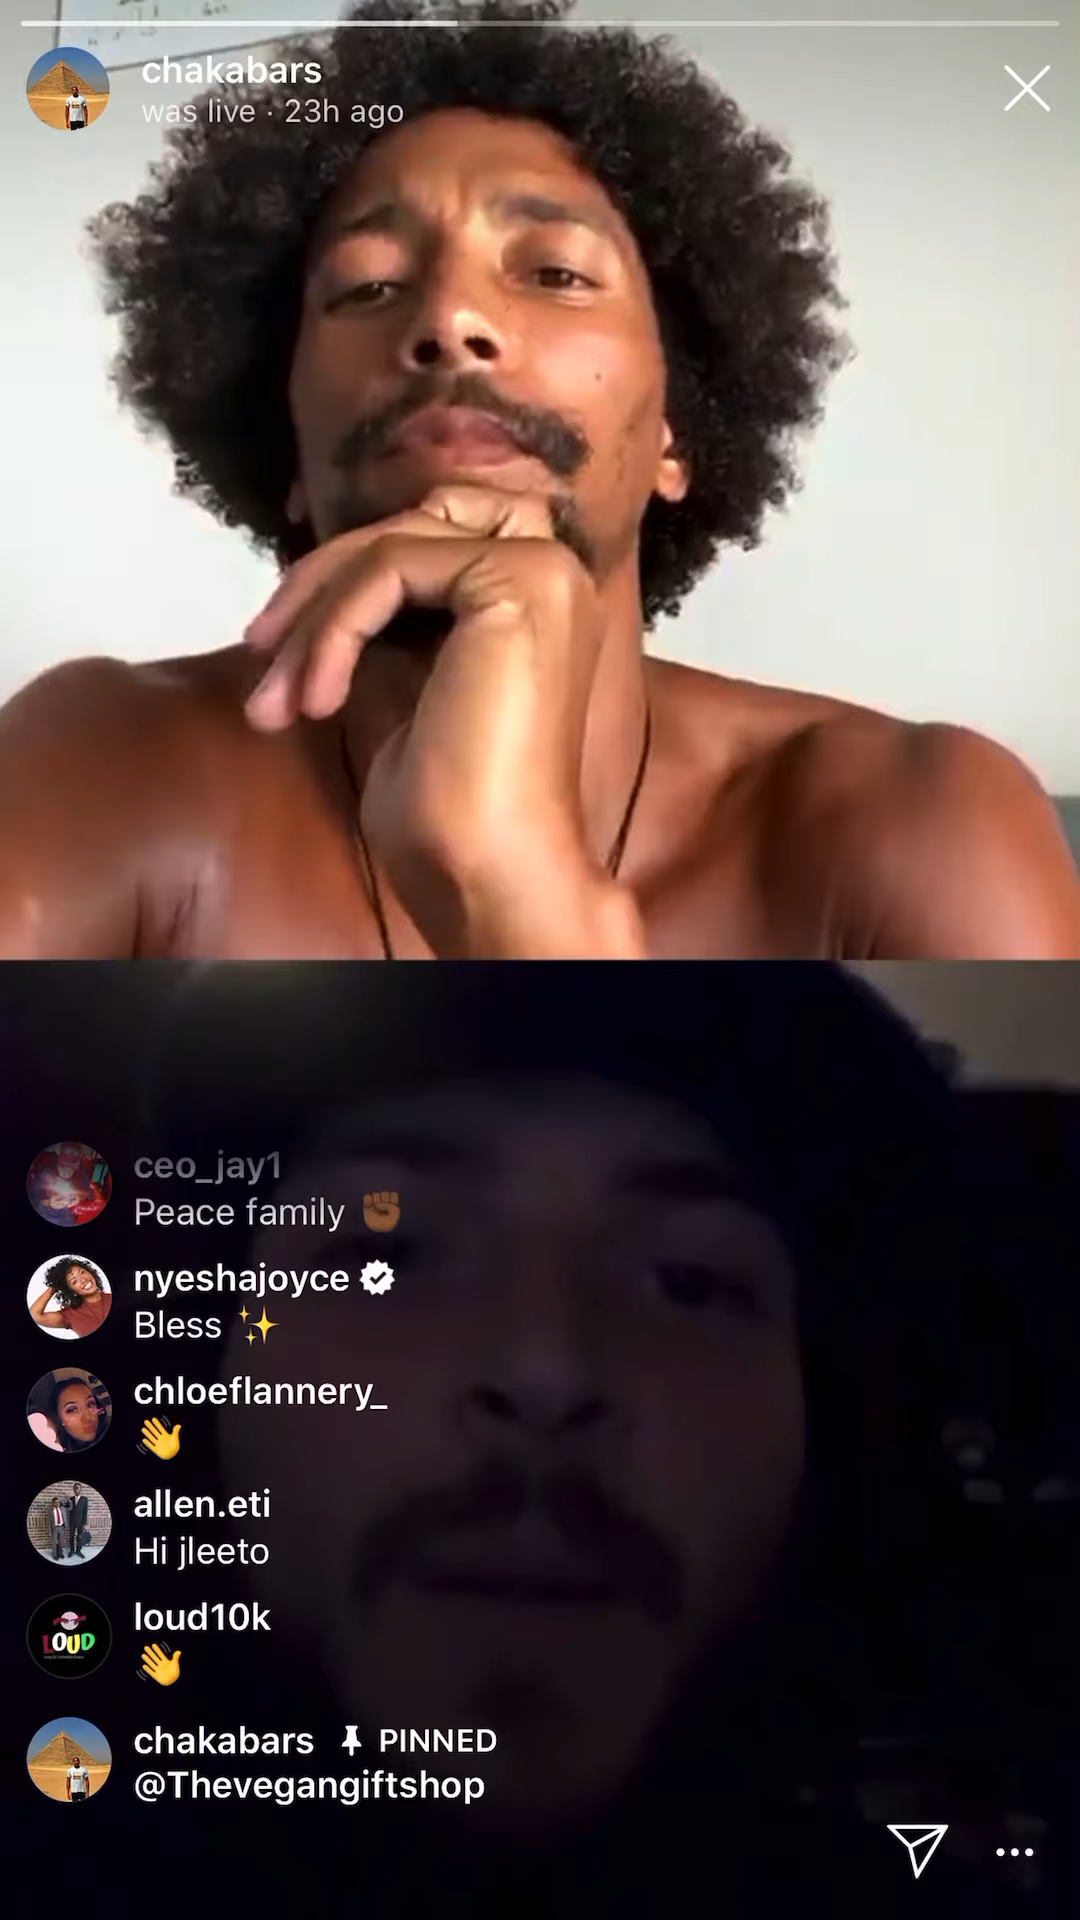 chakabars
was live · 23h ago
ceo_jay1
Peace family ✊🏾
nyeshajoyce
Bless ✨
chloeflannery_
👋
allen.eti
Hi jleeto
LOUD
loud10k
👋
chakabars PINNED
@Thevegangiftshop